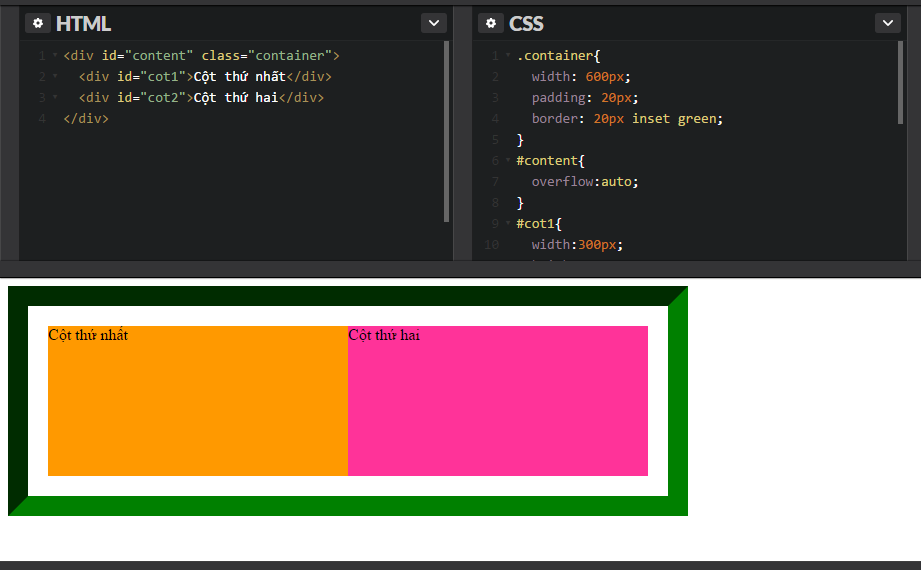 HTML
1 <div id="content" class="container">
2 <div id="cot1">Cột thứ nhất</div>
3 <div id="cot2">Cột thứ hai</div>
4 </div>
CSS
1 .container{
2 width: 600px;
3 padding: 20px;
4 border: 20px inset green;
5 }
6 #content{
7 overflow:auto;
8 }
9 #cot1{
10 width:300px;
Cột thứ nhất
Cột thứ hai